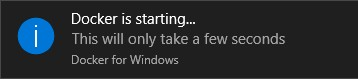 Docker is starting...
This will only take a few seconds
Docker for Windows